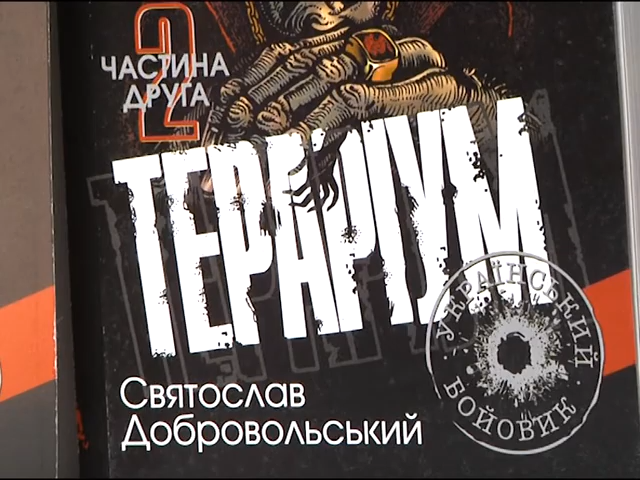 2
ЧАСТИНА
ДРУГА
ТЕРАРІУМ
Святослав
Добровольський
УКРАЇНСЬКИЙ
БОЙОВИК